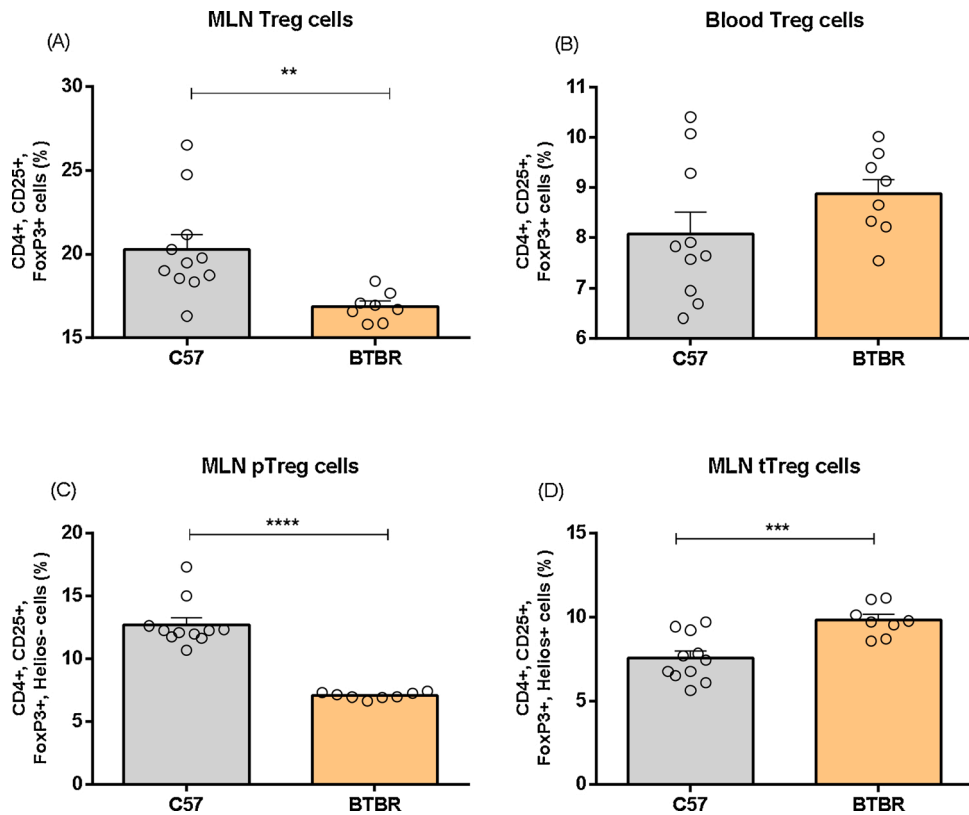 MLN Treg cells
(A)
**
CD4+, CD25+,
FoxP3+ cells (%)
30
25
20
15
C57
BTBR
Blood Treg cells
(B)
CD4+, CD25+,
FoxP3+ cells (%)
11
10
9
8
7
6
C57
BTBR
MLN pTreg cells
(C)
****
CD4+, CD25+,
FoxP3+, Helios- cells (%)
20
15
10
5
0
C57
BTBR
MLN tTreg cells
(D)
***
CD4+, CD25+,
FoxP3+, Helios+ cells (%)
15
10
5
0
C57
BTBR